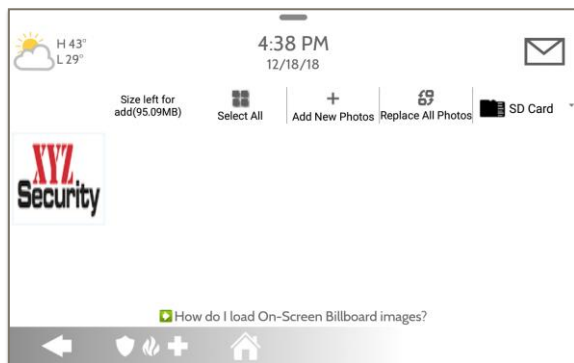 H 43°
L 29°
4:38 PM
12/18/18
Size left for
add(95.09MB)
Select All
Add New Photos
Replace All Photos
SD Card
XYZ
Security
How do I load On-Screen Billboard images?